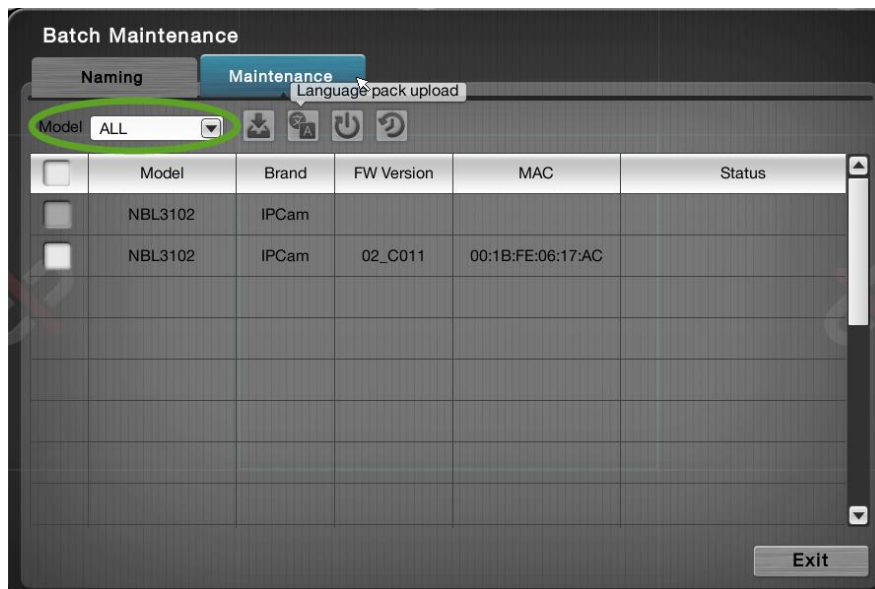 Batch Maintenance
Naming Maintenance
Language pack upload
Model ALL
Model Brand FW Version MAC Status
NBL3102 IPCam
NBL3102 IPCam 02_C011 00:1B:FE:06:17:AC
Exit